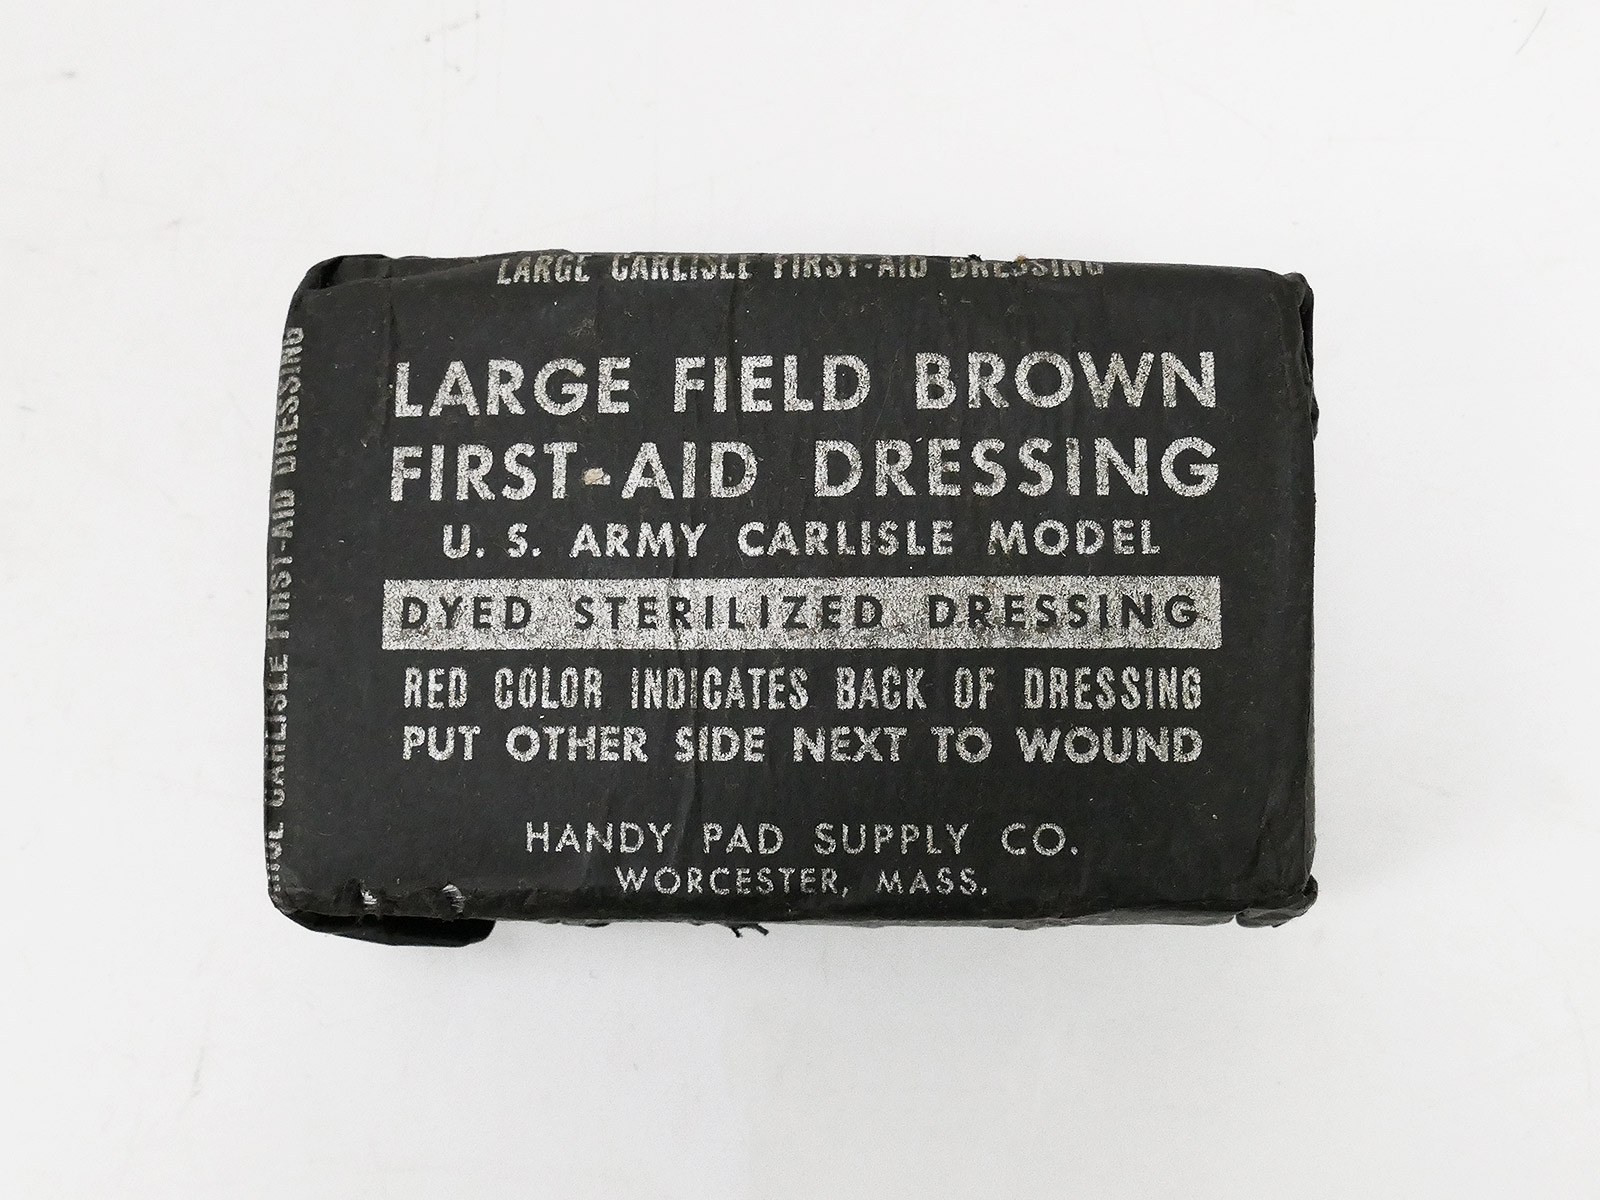 LARGE CARLISLE FIRST-AID DRESSING
LARGE FIELD BROWN
FIRST-AID DRESSING
U. S. ARMY CARLISLE MODEL
DYED STERILIZED DRESSING
RED COLOR INDICATES BACK OF DRESSING
PUT OTHER SIDE NEXT TO WOUND
HANDY PAD SUPPLY CO.
WORCESTER, MASS.
CARLISLE FIRST-AID DRESSING